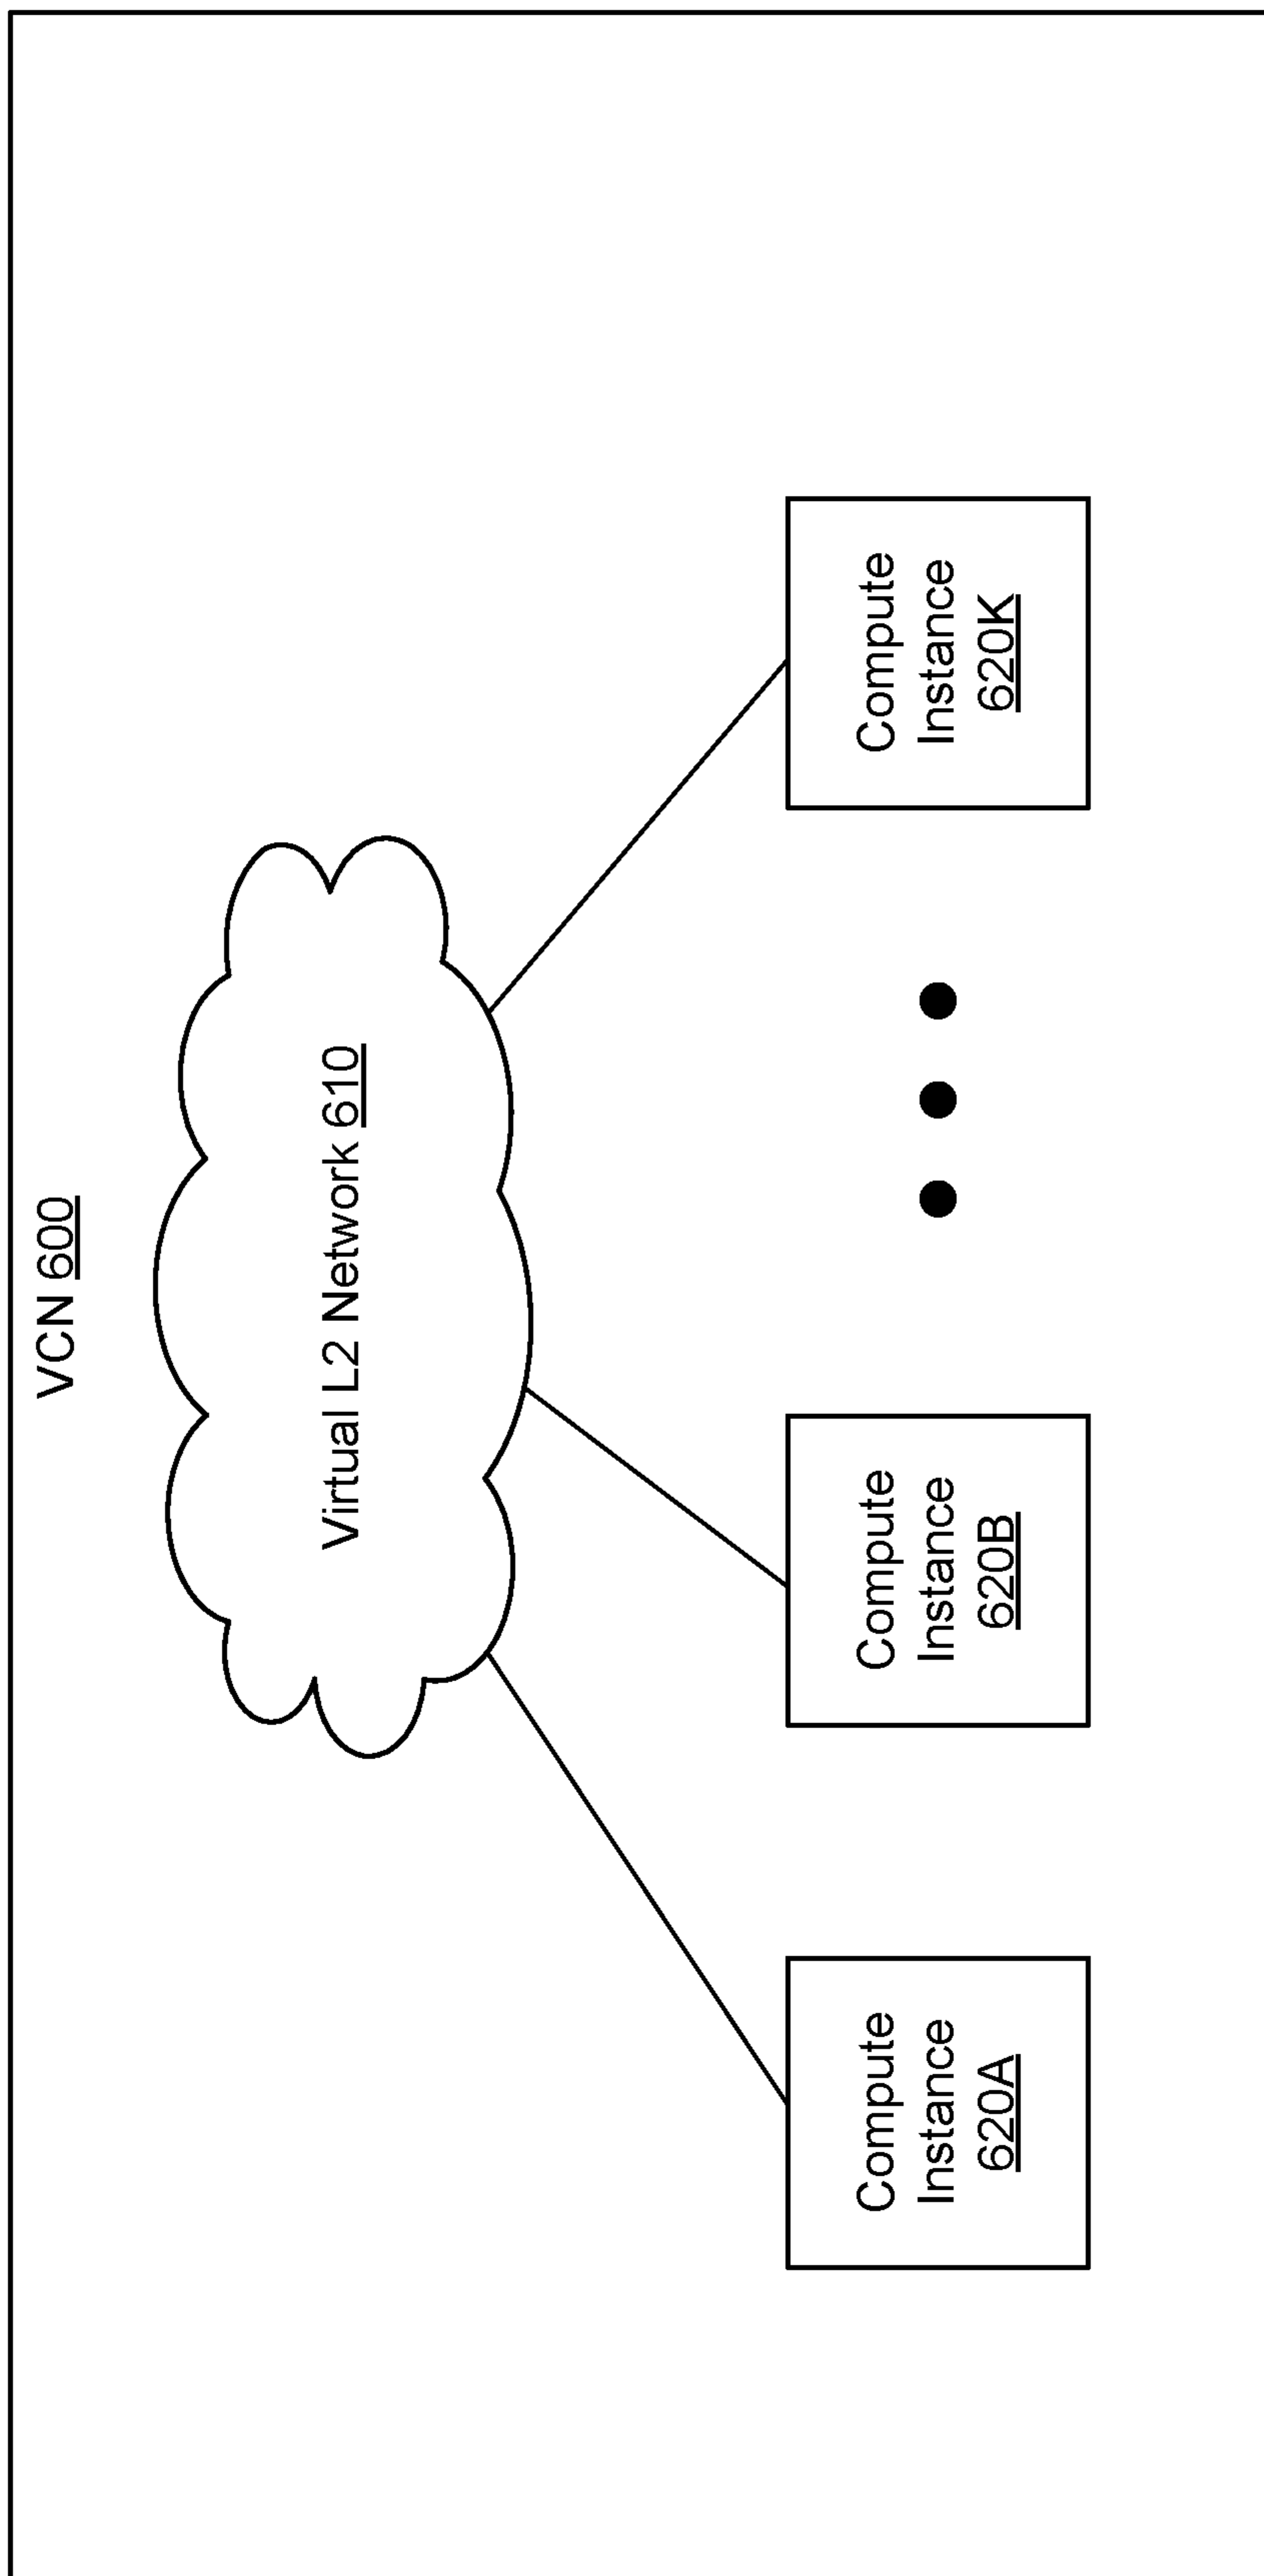 VCN 600
Virtual L2 Network 610
Compute
Instance
620A
Compute
Instance
620B
Compute
Instance
620K